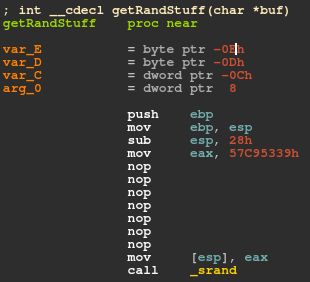 ; int __cdecl getRandStuff(char *buf)
getRandStuff proc near
var_E = byte ptr -0Eh
var_D = byte ptr -0Dh
var_C = dword ptr -0Ch
arg_0 = dword ptr 8
push ebp
mov ebp, esp
sub esp, 28h
mov eax, 57C95339h
nop
nop
nop
nop
nop
nop
nop
mov [esp], eax
call _srand